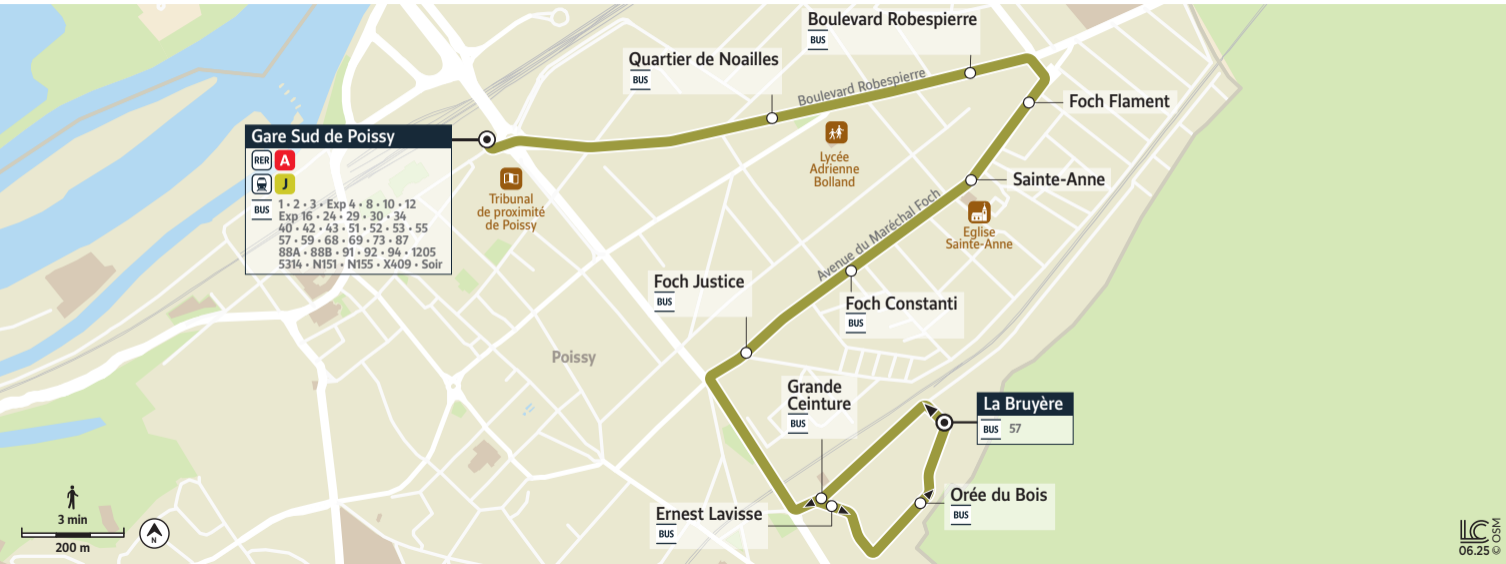 Boulevard Robespierre
BUS
Quartier de Noailles
BUS
Boulevard Robespierre
Foch Flament
Gare Sud de Poissy
RER A
J
BUS
1 • 2 • 3 • Exp 4 • 8 • 10 • 12
Exp 16 • 24 • 29 • 30 • 34
40 • 42 • 43 • 51 • 52 • 53 • 55
57 • 59 • 68 • 69 • 73 • 87
88A • 88B • 91 • 92 • 94 • 1205
5314 • N151 • N155 • X409 • Soir
Tribunal
de proximité
de Poissy
Lycée
Adrienne
Bolland
Sainte-Anne
Eglise
Sainte-Anne
Avenue du Maréchal Foch
Foch Justice
BUS
Foch Constanti
BUS
Poissy
Grande
Ceinture
BUS
La Bruyère
BUS 57
Orée du Bois
BUS
Ernest Lavisse
BUS
3 min
200 m
N
LC
06.25 © OSM